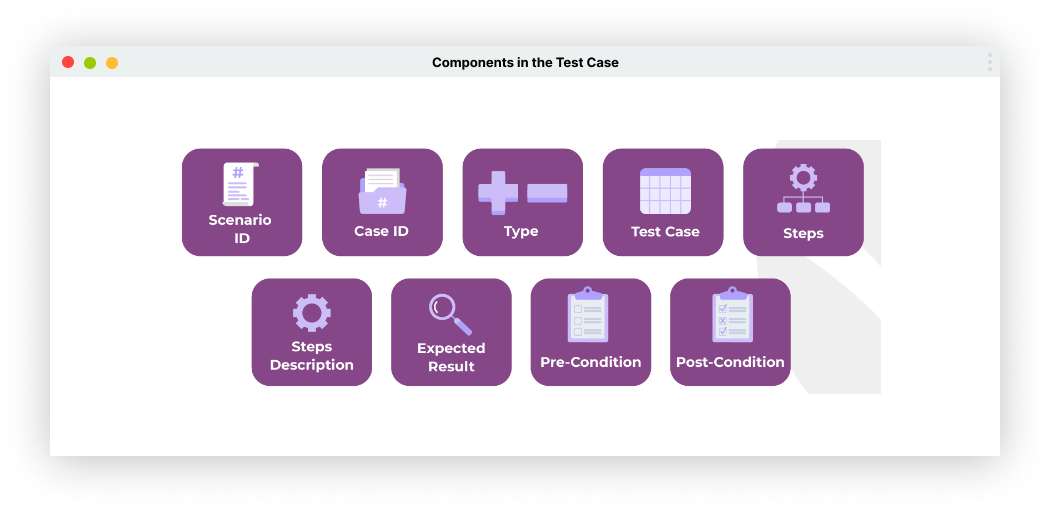 Components in the Test Case
#
Scenario
ID
#
Case ID
Type
Test Case
Steps
Steps
Description
Expected
Result
Pre-Condition
Post-Condition